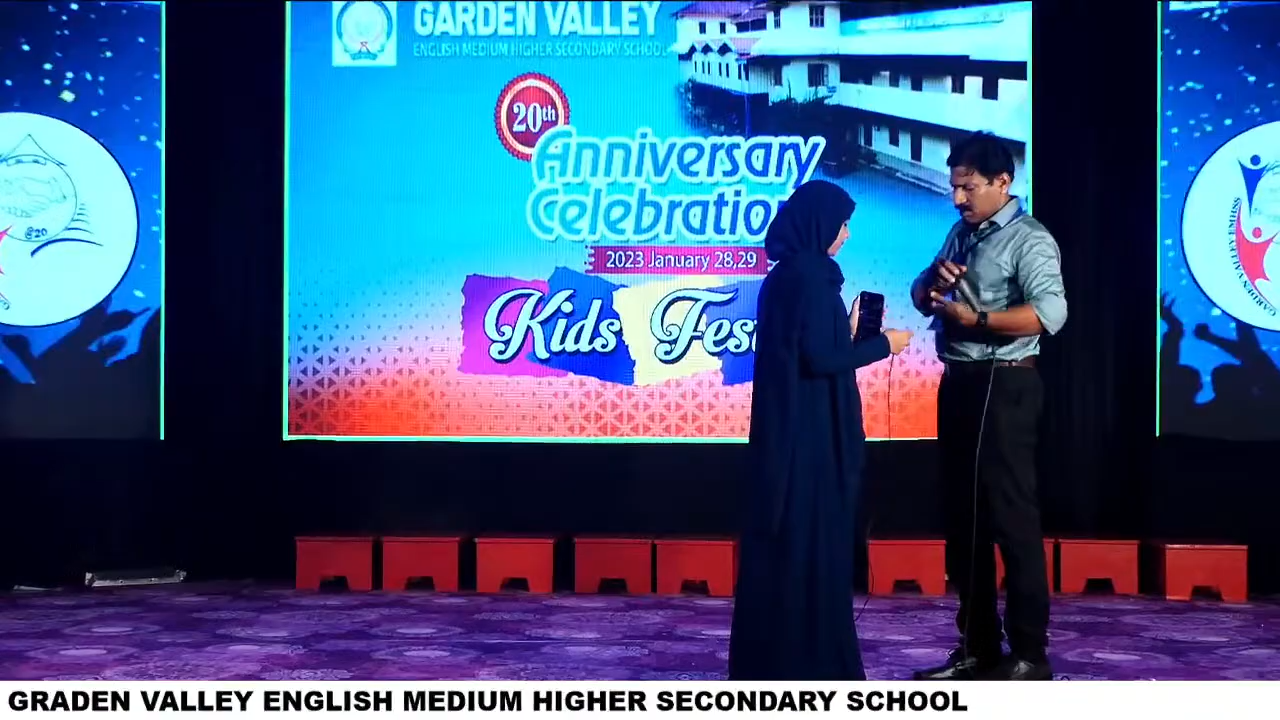 GARDEN VALLEY
ENGLISH MEDIUM HIGHER SECONDARY SCHOOL
20th
Anniversary
2023 January 28,29
Kids
@20
GRADEN VALLEY ENGLISH MEDIUM HIGHER SECONDARY SCHOOL